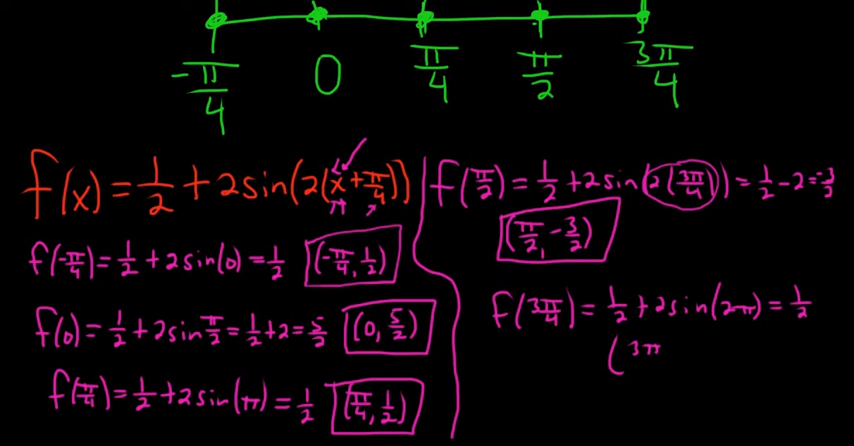 -π/4 0 π/4 π/2 3π/4
f(x) = 1/2 + 2sin(2(x + π/4))
f(-π/4) = 1/2 + 2sin(0) = 1/2 (-π/4, 1/2)
f(0) = 1/2 + 2sin π/2 = 1/2 + 2 = 5/2 (0, 5/2)
f(π/4) = 1/2 + 2sin(π) = 1/2 (π/4, 1/2)
f(π/2) = 1/2 + 2sin(2(3π/4)) = 1/2 - 2 = -3/2
(π/2, -3/2)
f(3π/4) = 1/2 + 2sin(2π) = 1/2
(3π